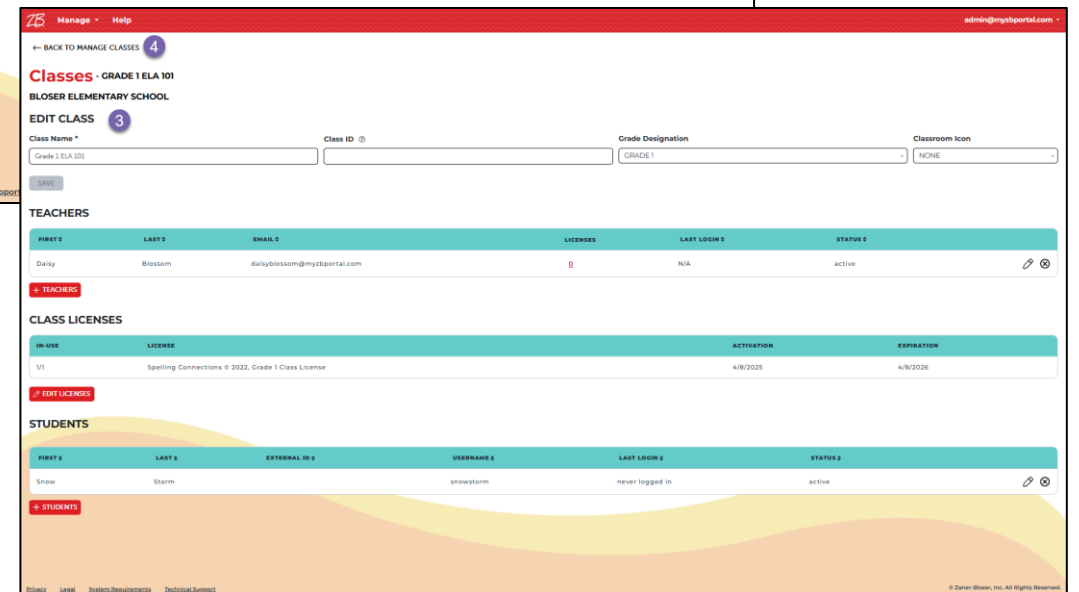 ZB Manage Help admin@myzbportal.com
← BACK TO MANAGE CLASSES 4
Classes - GRADE 1 ELA 101
BLOSER ELEMENTARY SCHOOL
EDIT CLASS 3
Class Name * Class ID Grade Designation Classroom Icon
Grade 1 ELA 101 GRADE 1 NONE
SAVE
TEACHERS
FIRST LAST EMAIL LICENSES LAST LOGIN STATUS
Daisy Blossom daisyblossom@myzbportal.com 0 N/A active
+ TEACHERS
CLASS LICENSES
IN-USE LICENSE ACTIVATION EXPIRATION
1/1 Spelling Connections © 2022, Grade 1 Class License 4/8/2025 4/8/2026
EDIT LICENSES
STUDENTS
FIRST LAST EXTERNAL ID USERNAME LAST LOGIN STATUS
Snow Storm snowstorm never logged in active
+ STUDENTS
Privacy Legal System Requirements Technical Support © Zaner-Bloser, Inc. All Rights Reserved.